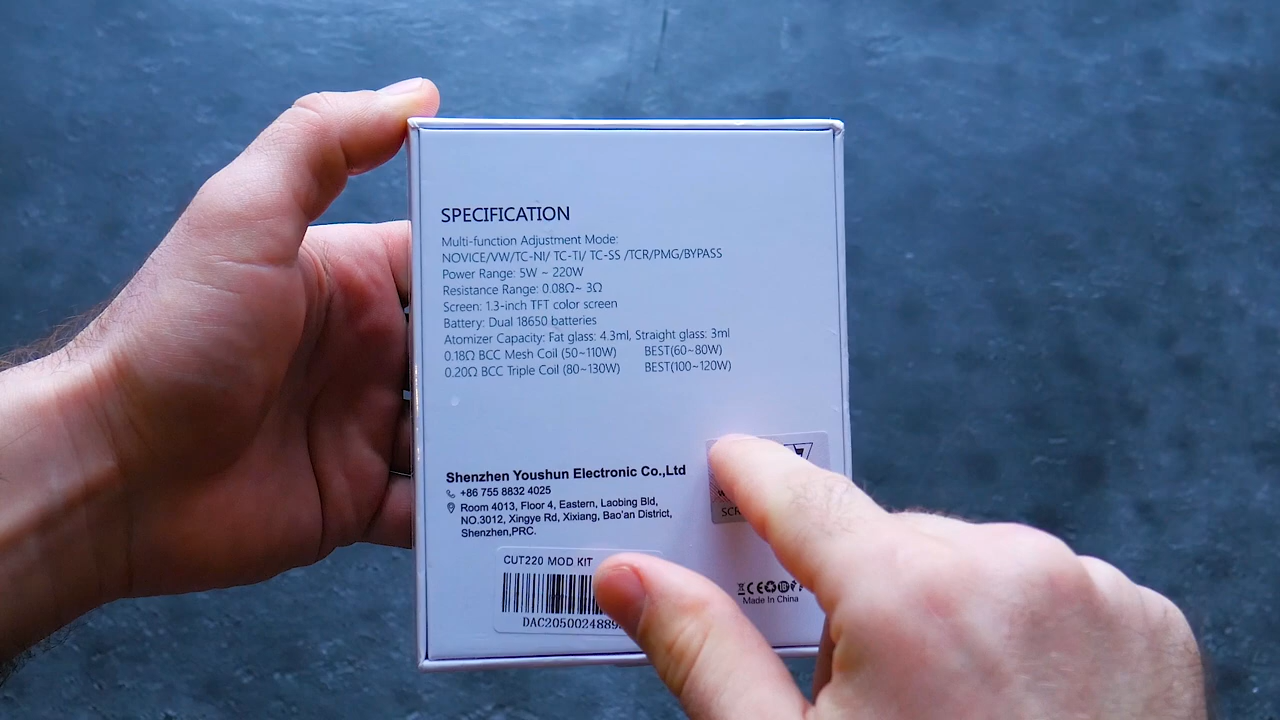 SPECIFICATION
Multi-function Adjustment Mode:
NOVICE/VW/TC-NI/ TC-TI/ TC-SS /TCR/PMG/BYPASS
Power Range: 5W ~ 220W
Resistance Range: 0.08Ω~ 3Ω
Screen: 1.3-inch TFT color screen
Battery: Dual 18650 batteries
Atomizer Capacity: Fat glass: 4.3ml, Straight glass: 3ml
0.18Ω BCC Mesh Coil (50~110W) BEST(60~80W)
0.20Ω BCC Triple Coil (80~130W) BEST(100~120W)
Shenzhen Youshun Electronic Co.,Ltd
+86 755 8832 4025
Room 4013, Floor 4, Eastern, Laobing Bld,
NO.3012, Xingye Rd, Xixiang, Bao'an District,
Shenzhen,PRC.
CUT220 MOD KIT
Made In China